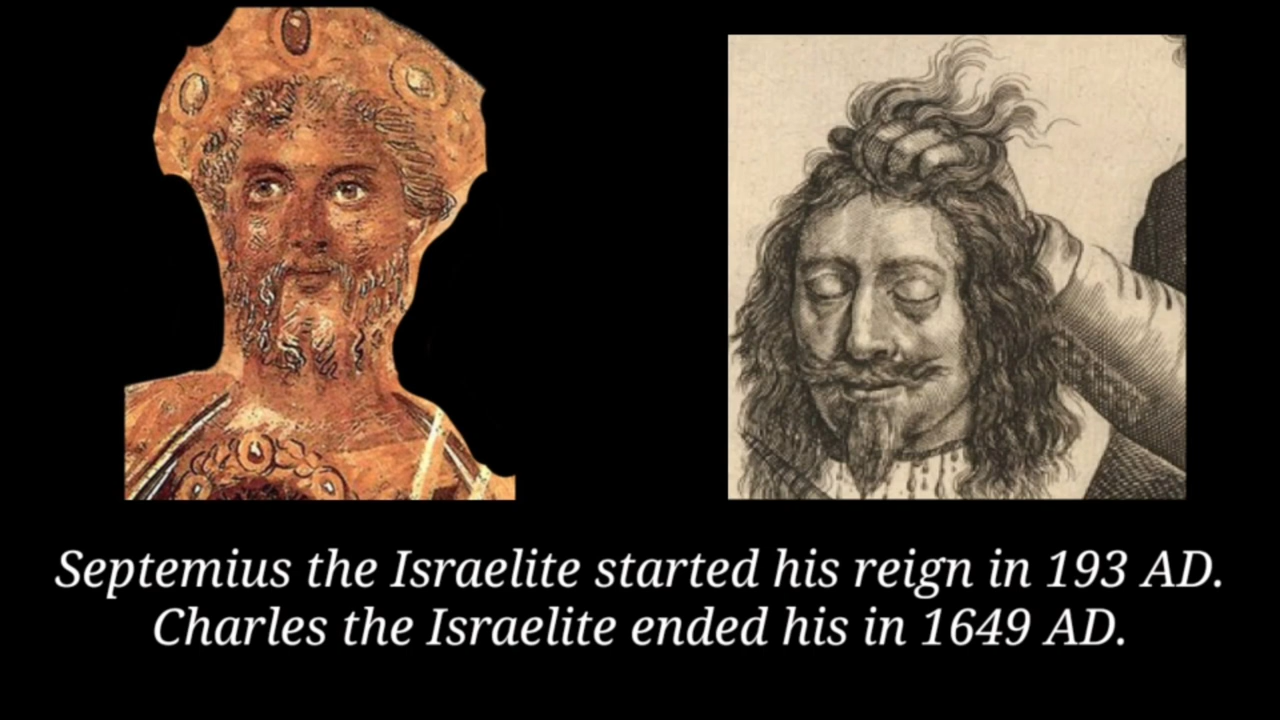 Septemius the Israelite started his reign in 193 AD.
Charles the Israelite ended his in 1649 AD.